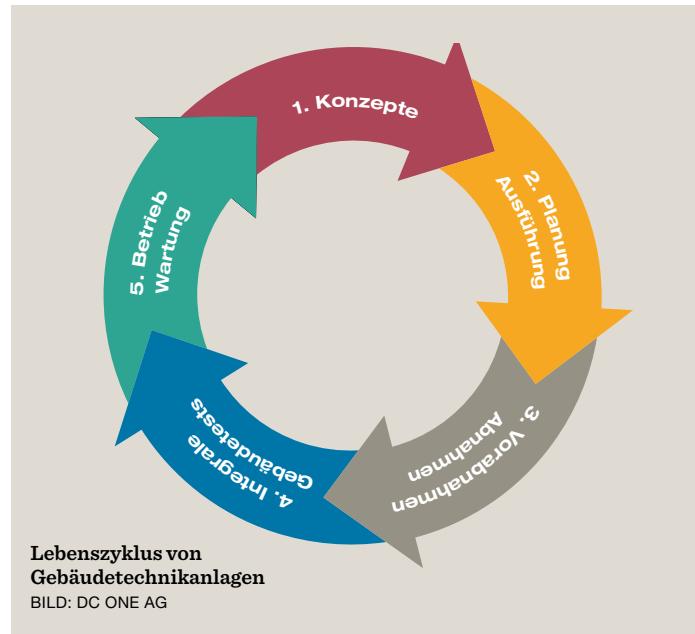 1. Konzepte
2. Planung
Ausführung
3. Vorabnahmen
Abnahmen
4. Integrale
Gebäudetests
5. Betrieb
Wartung
Lebenszyklus von
Gebäudetechnikanlagen
BILD: DC ONE AG